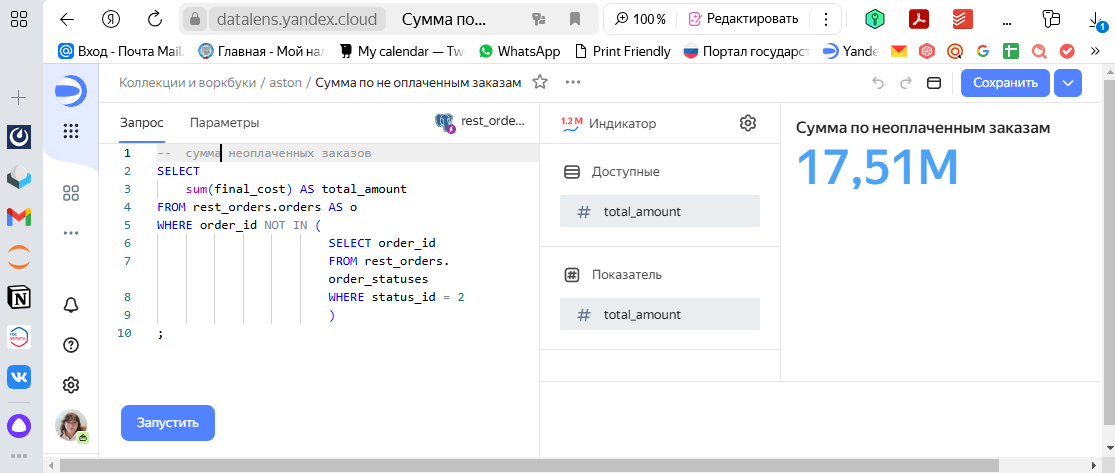 datalens.yandex.cloud Сумма по... 100% Редактировать ... 1
Вход - Почта Mail. Главная - Мой нал My calendar — Tw WhatsApp Print Friendly Портал государст Yande »
Коллекции и воркбуки / aston / Сумма по не оплаченным заказам ... Сохранить
Запрос Параметры rest_orde...
1 -- сумма неоплаченных заказов
2 SELECT
3 sum(final_cost) AS total_amount
4 FROM rest_orders.orders AS o
5 WHERE order_id NOT IN (
6 SELECT order_id
7 FROM rest_orders.
order_statuses
8 WHERE status_id = 2
9 )
10 ;
Запустить
1.2 M Индикатор
Доступные
# total_amount
Показатель
# total_amount
Сумма по неоплаченным заказам
17,51M